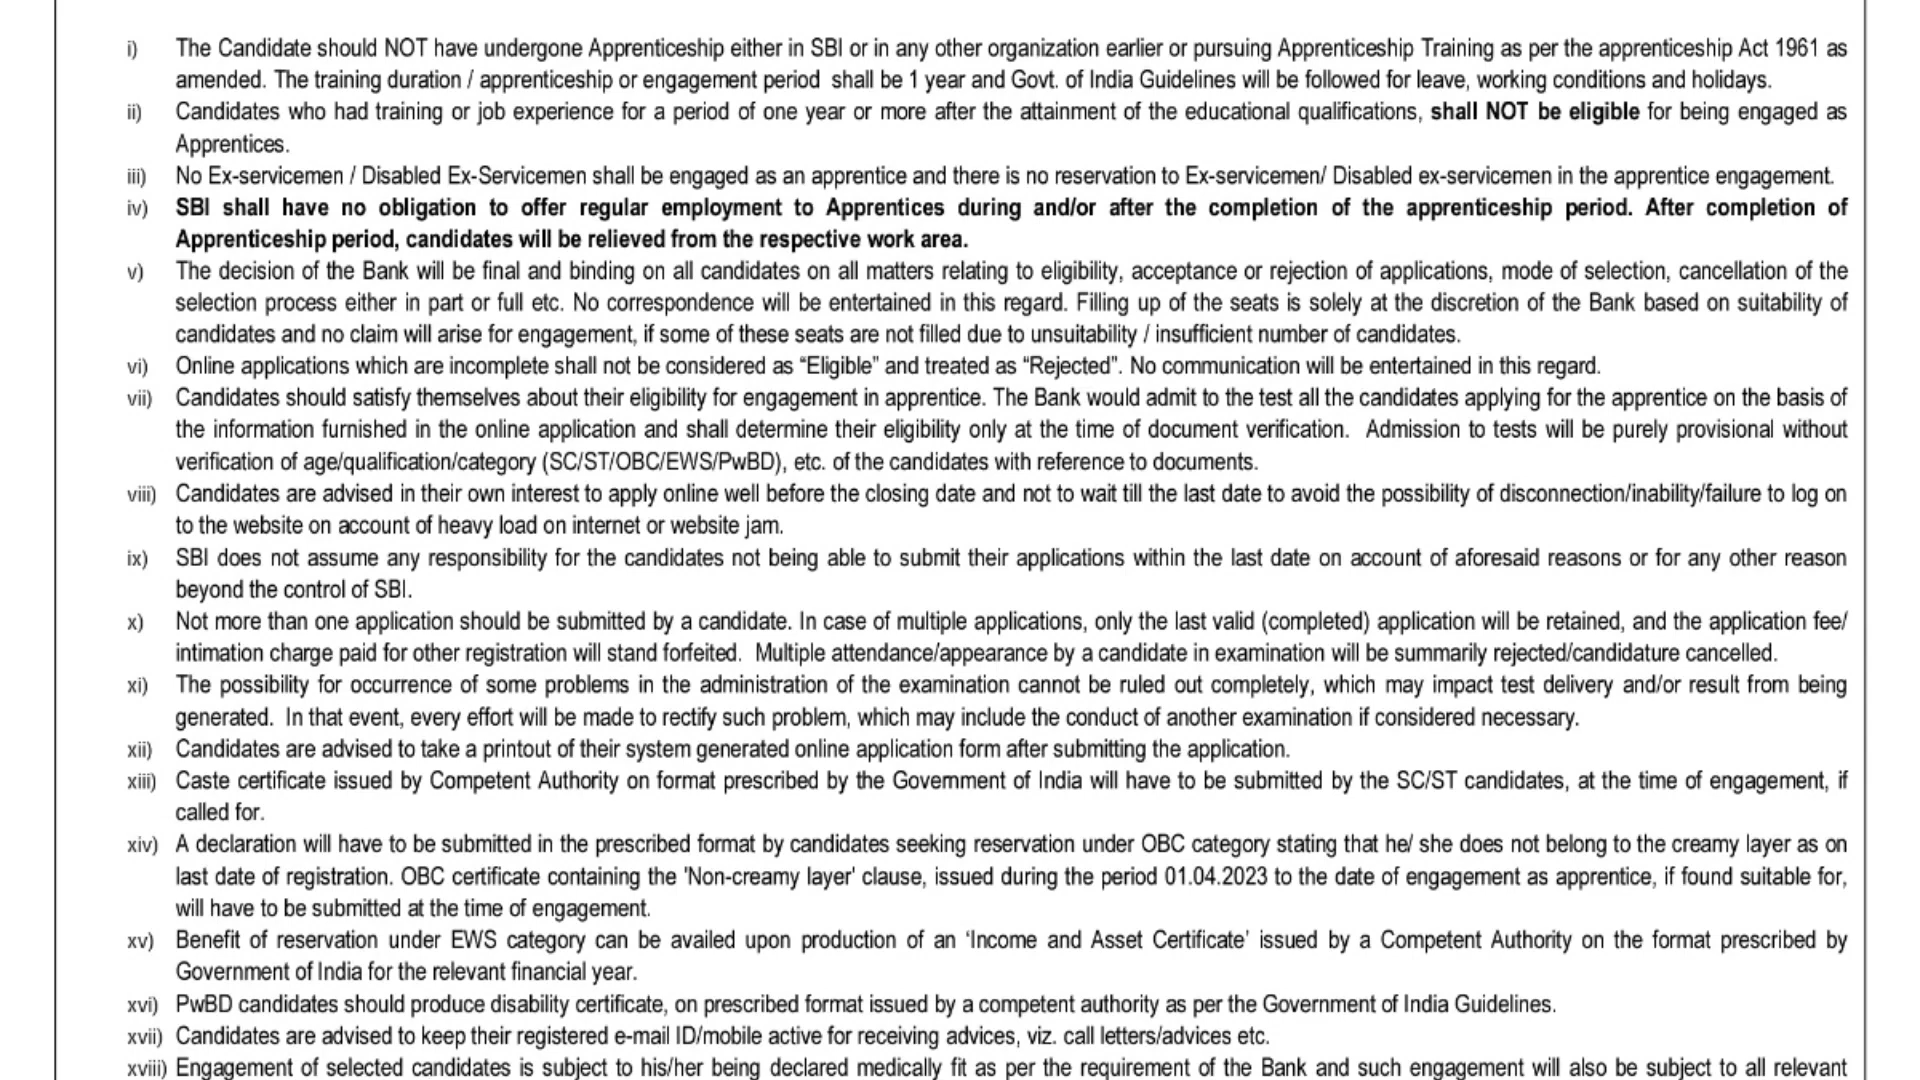 i) The Candidate should NOT have undergone Apprenticeship either in SBI or in any other organization earlier or pursuing Apprenticeship Training as per the apprenticeship Act 1961 as
amended. The training duration / apprenticeship or engagement period shall be 1 year and Govt. of India Guidelines will be followed for leave, working conditions and holidays.
ii) Candidates who had training or job experience for a period of one year or more after the attainment of the educational qualifications, shall NOT be eligible for being engaged as
Apprentices.
iii) No Ex-servicemen / Disabled Ex-Servicemen shall be engaged as an apprentice and there is no reservation to Ex-servicemen/ Disabled ex-servicemen in the apprentice engagement.
iv) SBI shall have no obligation to offer regular employment to Apprentices during and/or after the completion of the apprenticeship period. After completion of
Apprenticeship period, candidates will be relieved from the respective work area.
v) The decision of the Bank will be final and binding on all candidates on all matters relating to eligibility, acceptance or rejection of applications, mode of selection, cancellation of the
selection process either in part or full etc. No correspondence will be entertained in this regard. Filling up of the seats is solely at the discretion of the Bank based on suitability of
candidates and no claim will arise for engagement, if some of these seats are not filled due to unsuitability / insufficient number of candidates.
vi) Online applications which are incomplete shall not be considered as “Eligible” and treated as “Rejected”. No communication will be entertained in this regard.
vii) Candidates should satisfy themselves about their eligibility for engagement in apprentice. The Bank would admit to the test all the candidates applying for the apprentice on the basis of
the information furnished in the online application and shall determine their eligibility only at the time of document verification. Admission to tests will be purely provisional without
verification of age/qualification/category (SC/ST/OBC/EWS/PwBD), etc. of the candidates with reference to documents.
viii) Candidates are advised in their own interest to apply online well before the closing date and not to wait till the last date to avoid the possibility of disconnection/inability/failure to log on
to the website on account of heavy load on internet or website jam.
ix) SBI does not assume any responsibility for the candidates not being able to submit their applications within the last date on account of aforesaid reasons or for any other reason
beyond the control of SBI.
x) Not more than one application should be submitted by a candidate. In case of multiple applications, only the last valid (completed) application will be retained, and the application fee/
intimation charge paid for other registration will stand forfeited. Multiple attendance/appearance by a candidate in examination will be summarily rejected/candidature cancelled.
xi) The possibility for occurrence of some problems in the administration of the examination cannot be ruled out completely, which may impact test delivery and/or result from being
generated. In that event, every effort will be made to rectify such problem, which may include the conduct of another examination if considered necessary.
xii) Candidates are advised to take a printout of their system generated online application form after submitting the application.
xiii) Caste certificate issued by Competent Authority on format prescribed by the Government of India will have to be submitted by the SC/ST candidates, at the time of engagement, if
called for.
xiv) A declaration will have to be submitted in the prescribed format by candidates seeking reservation under OBC category stating that he/ she does not belong to the creamy layer as on
last date of registration. OBC certificate containing the 'Non-creamy layer' clause, issued during the period 01.04.2023 to the date of engagement as apprentice, if found suitable for,
will have to be submitted at the time of engagement.
xv) Benefit of reservation under EWS category can be availed upon production of an ‘Income and Asset Certificate’ issued by a Competent Authority on the format prescribed by
Government of India for the relevant financial year.
xvi) PwBD candidates should produce disability certificate, on prescribed format issued by a competent authority as per the Government of India Guidelines.
xvii) Candidates are advised to keep their registered e-mail ID/mobile active for receiving advices, viz. call letters/advices etc.
xviii) Engagement of selected candidates is subject to his/her being declared medically fit as per the requirement of the Bank and such engagement will also be subject to all relevant